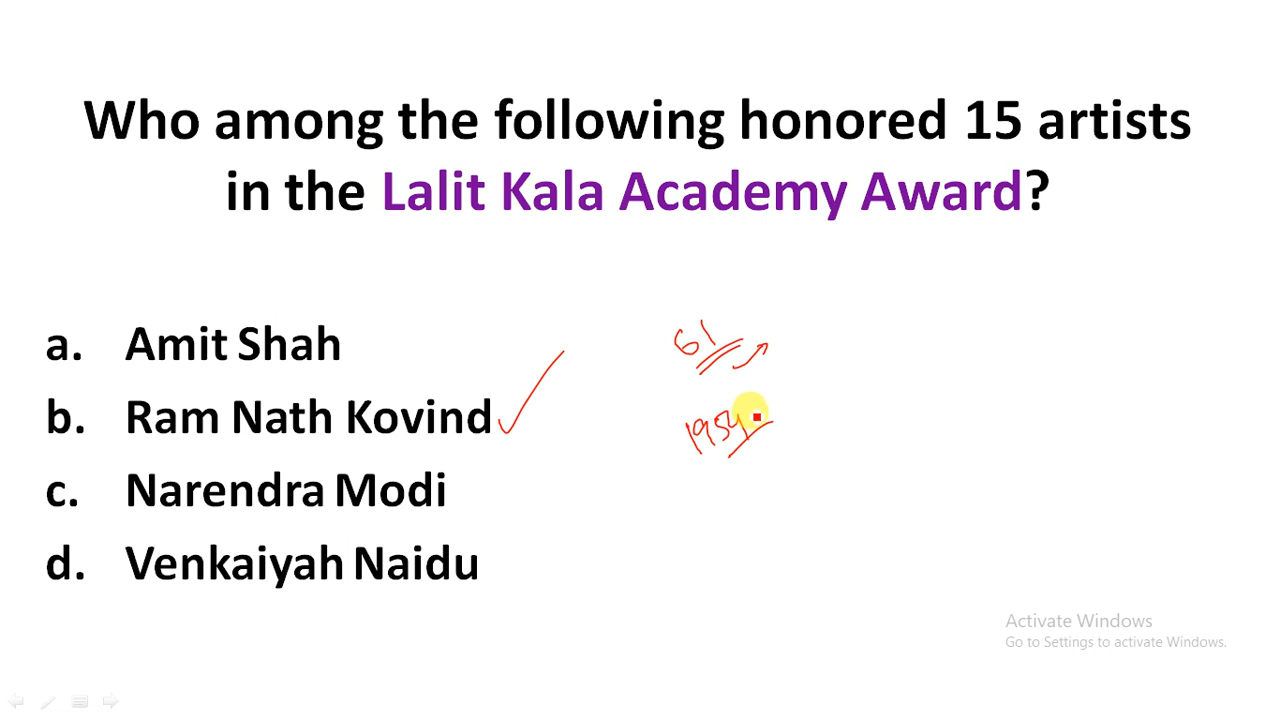 Who among the following honored 15 artists
in the Lalit Kala Academy Award?
a. Amit Shah
61
b. Ram Nath Kovind
1954
c. Narendra Modi
d. Venkaiyah Naidu
Activate Windows
Go to Settings to activate Windows.